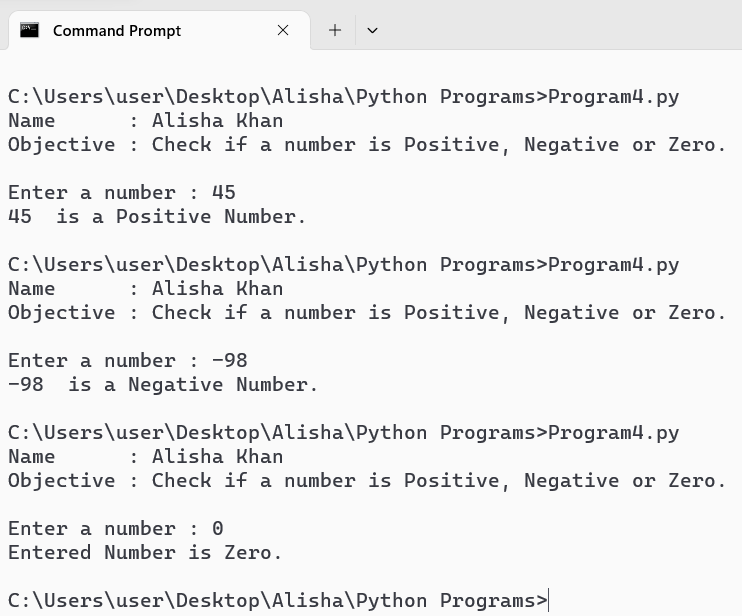 Command Prompt
C:\Users\user\Desktop\Alisha\Python Programs>Program4.py
Name      : Alisha Khan
Objective : Check if a number is Positive, Negative or Zero.
Enter a number : 45
45  is a Positive Number.
C:\Users\user\Desktop\Alisha\Python Programs>Program4.py
Name      : Alisha Khan
Objective : Check if a number is Positive, Negative or Zero.
Enter a number : -98
-98  is a Negative Number.
C:\Users\user\Desktop\Alisha\Python Programs>Program4.py
Name      : Alisha Khan
Objective : Check if a number is Positive, Negative or Zero.
Enter a number : 0
Entered Number is Zero.
C:\Users\user\Desktop\Alisha\Python Programs>